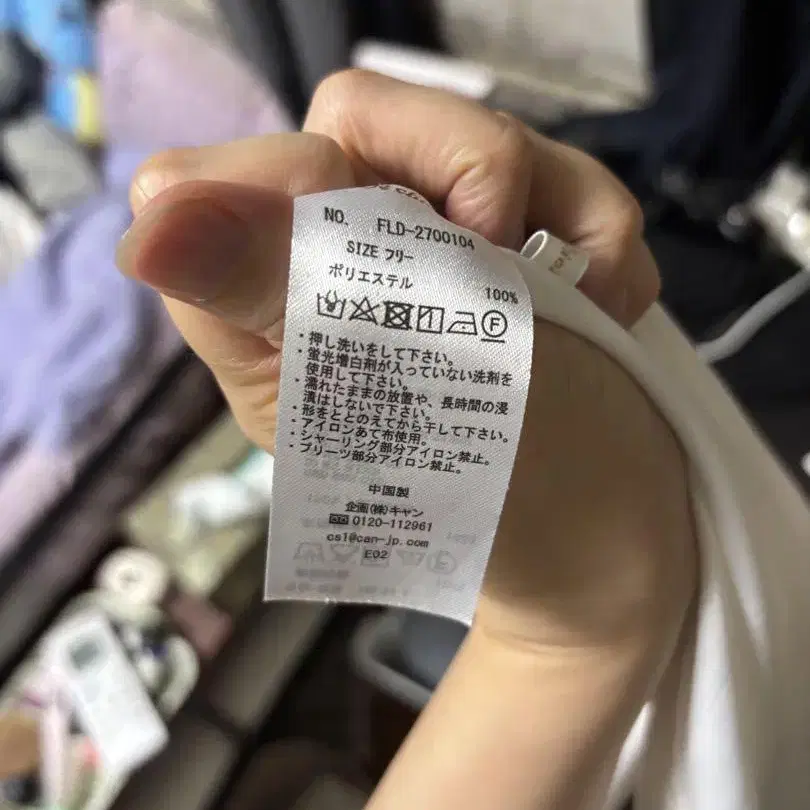 NO. FLD-2700104
SIZE フリー
ポリエステル 100%
・押し洗いをして下さい。
・蛍光増白剤が入っていない洗剤を
使用して下さい。
・濡れたままの放置や、長時間の浸
漬はしないで下さい。
・形をととのえてから干して下さい。
・アイロンあて布使用。
・シャーリング部分アイロン禁止。
・プリーツ部分アイロン禁止。
中国製
企画(株)キャン
0120-112961
cs1@can-jp.com
E02